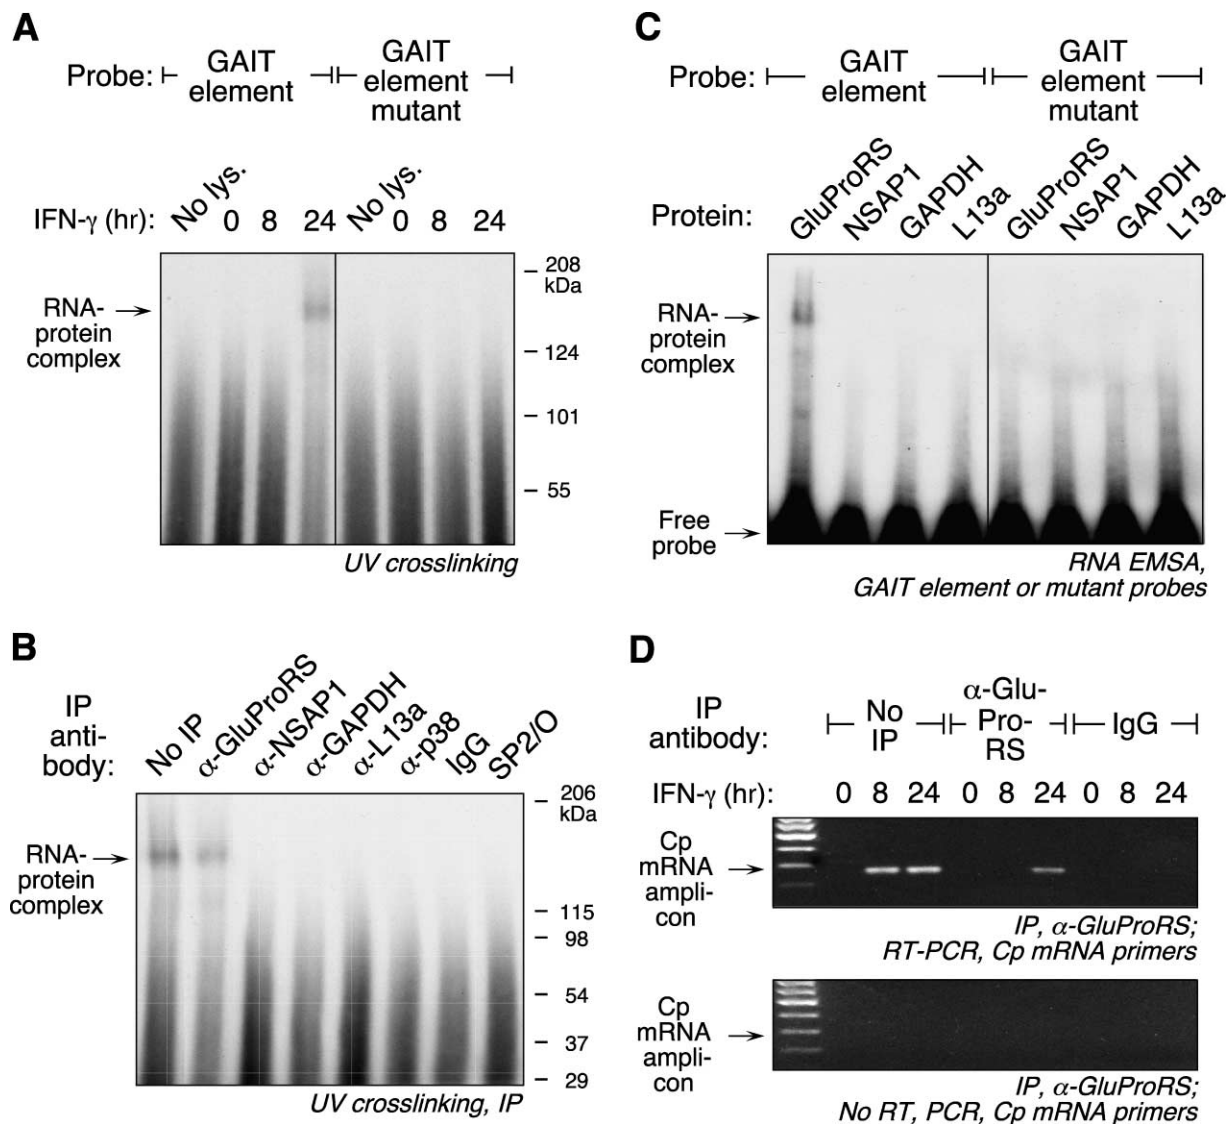 A
Probe: GAIT element GAIT element mutant
IFN-γ (hr): No lys. 0 8 24 No lys. 0 8 24
208 kDa
RNA-protein complex
124
101
55
UV crosslinking
B
IP anti-body: No IP α-GluProRS α-NSAP1 α-GAPDH α-L13a α-p38 IgG SP2/O
206 kDa
RNA-protein complex
115
98
54
37
29
UV crosslinking, IP
C
Probe: GAIT element GAIT element mutant
Protein: GluProRS NSAP1 GAPDH L13a GluProRS NSAP1 GAPDH L13a
RNA-protein complex
Free probe
RNA EMSA,
GAIT element or mutant probes
D
IP antibody: No IP α-Glu-Pro-RS IgG
IFN-γ (hr): 0 8 24 0 8 24 0 8 24
Cp mRNA ampli-con
IP, α-GluProRS;
RT-PCR, Cp mRNA primers
Cp mRNA ampli-con
IP, α-GluProRS;
No RT, PCR, Cp mRNA primers